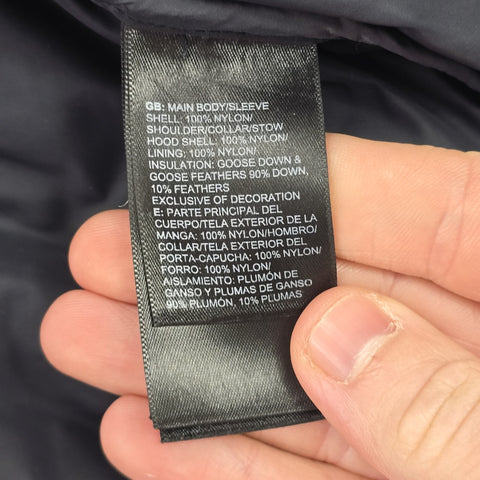 GB: MAIN BODY/SLEEVE
SHELL: 100% NYLON/
SHOULDER/COLLAR/STOW
HOOD SHELL: 100% NYLON/
LINING: 100% NYLON/
INSULATION: GOOSE DOWN &
GOOSE FEATHERS 90% DOWN,
10% FEATHERS
EXCLUSIVE OF DECORATION
E: PARTE PRINCIPAL DEL
CUERPO/TELA EXTERIOR DE LA
MANGA: 100% NYLON/HOMBRO/
COLLAR/TELA EXTERIOR DEL
PORTA-CAPUCHA: 100% NYLON/
FORRO: 100% NYLON/
AISLAMIENTO: PLUMÓN DE
GANSO Y PLUMAS DE GANSO
90% PLUMÓN, 10% PLUMAS